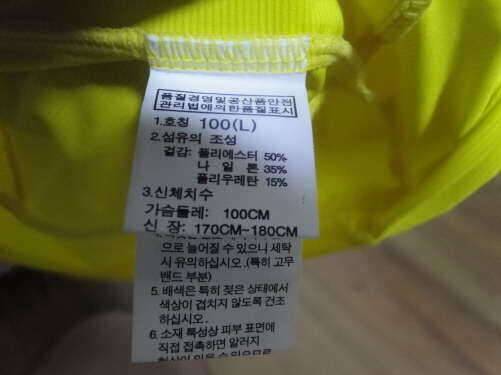 품질경영및공산품안전
관리법에의한품질표시
1.호칭 100(L)
2.섬유의 조성
겉감: 폴리에스터 50%
나 일 론 35%
폴리우레탄 15%
3.신체치수
가슴둘레: 100CM
신 장: 170CM~180CM
으로 늘어질 수 있으니 세탁
시 유의하십시오.(특히 고무
밴드 부분)
5. 배색은 특히 젖은 상태에서
색상이 겹치지 않도록 건조
하십시오.
6. 소재 특성상 피부 표면에
직접 접촉하면 알러지